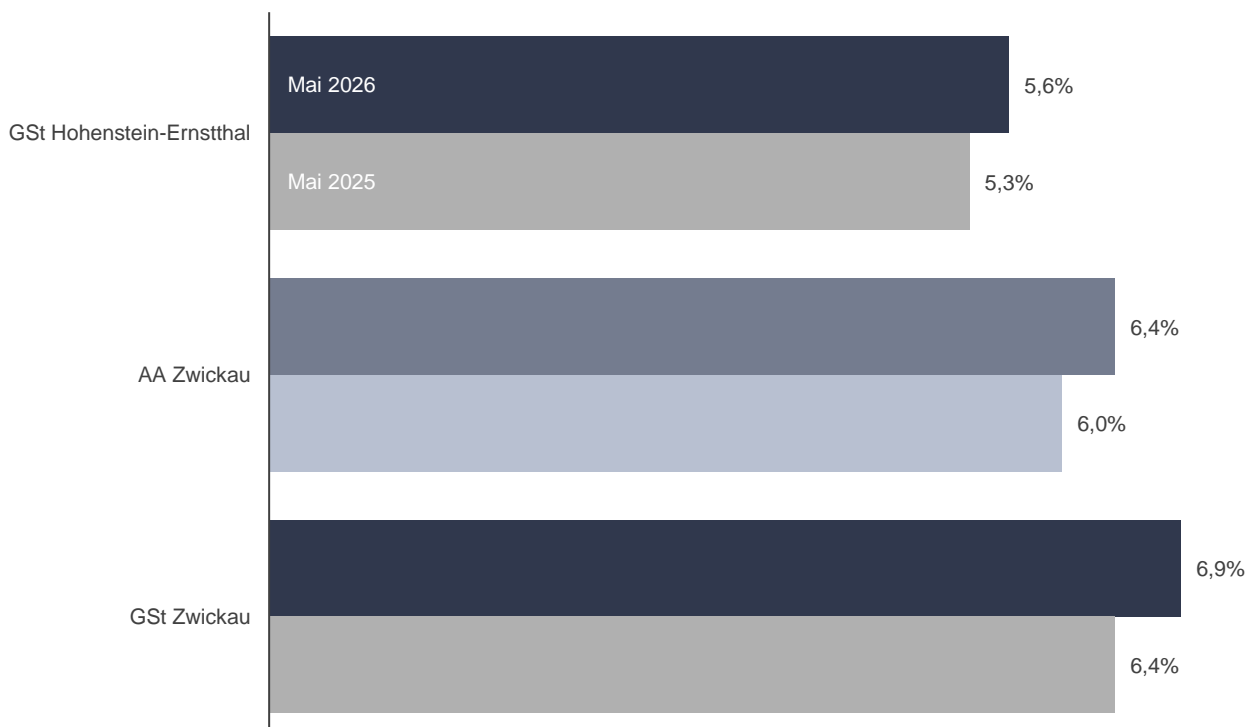 Mai 2026
5,6%
GSt Hohenstein-Ernstthal
Mai 2025
5,3%
6,4%
AA Zwickau
6,0%
6,9%
GSt Zwickau
6,4%